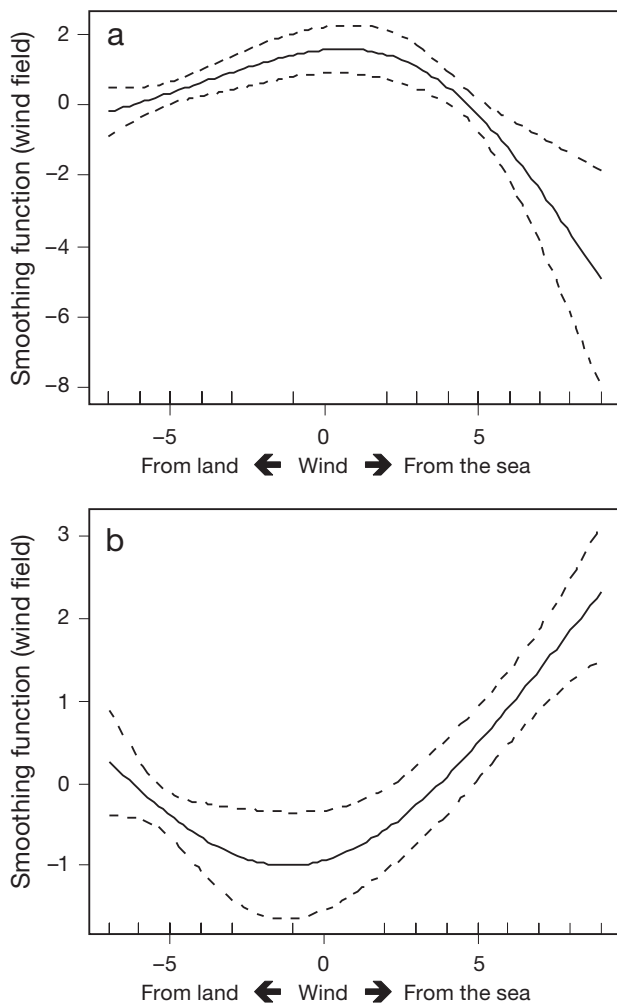 a
Smoothing function (wind field)
2
0
−2
−4
−6
−8
−5 0 5
From land Wind From the sea
b
Smoothing function (wind field)
3
2
1
0
−1
−5 0 5
From land Wind From the sea